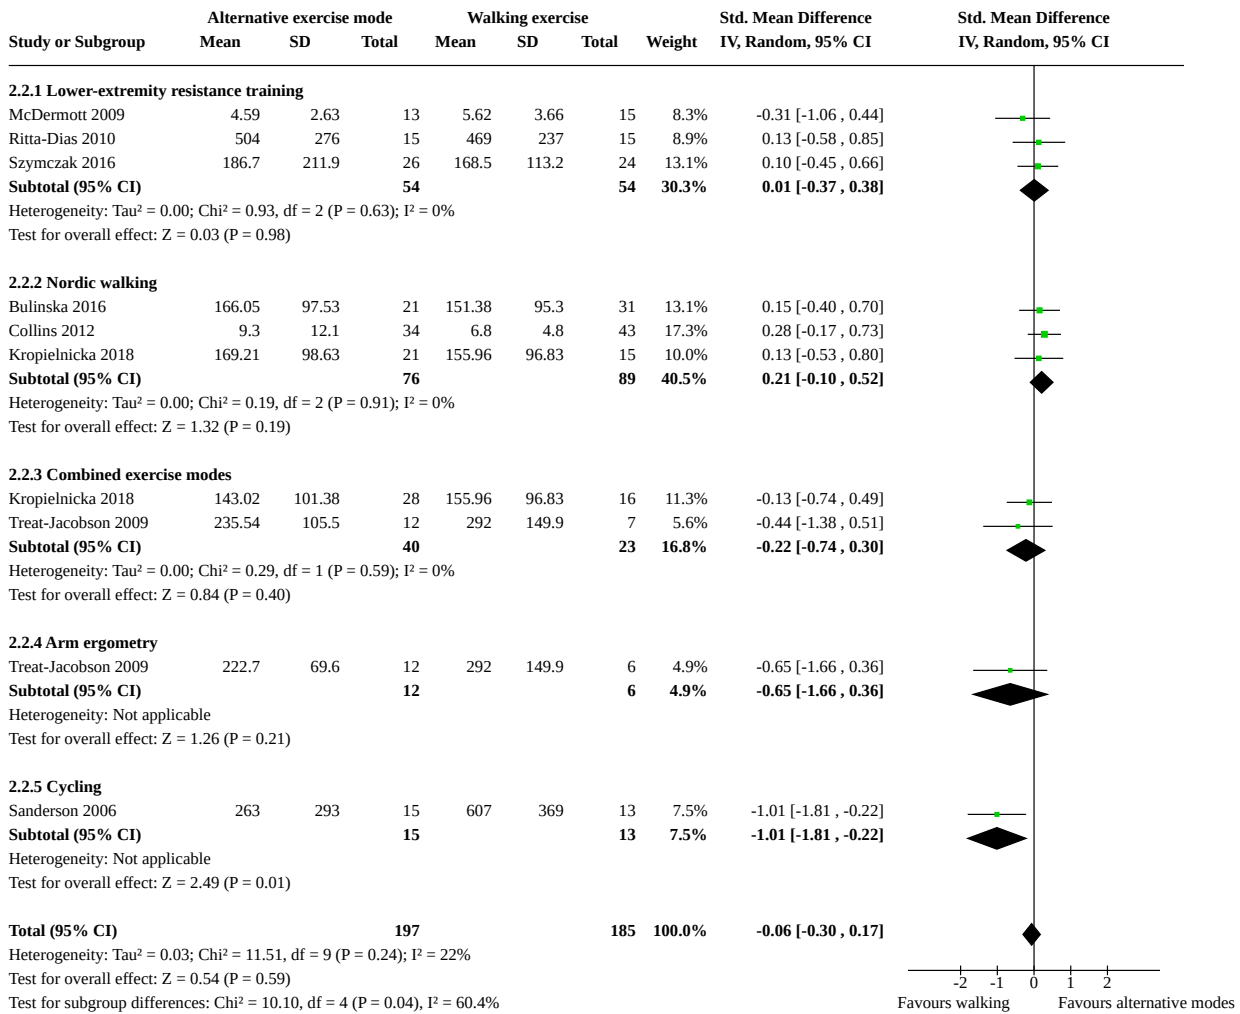 Alternative exercise mode Walking exercise Std. Mean Difference Std. Mean Difference
Study or Subgroup Mean SD Total Mean SD Total Weight IV, Random, 95% CI IV, Random, 95% CI
2.2.1 Lower-extremity resistance training
McDermott 2009 4.59 2.63 13 5.62 3.66 15 8.3% -0.31 [-1.06 , 0.44]
Ritta-Dias 2010 504 276 15 469 237 15 8.9% 0.13 [-0.58 , 0.85]
Szymczak 2016 186.7 211.9 26 168.5 113.2 24 13.1% 0.10 [-0.45 , 0.66]
Subtotal (95% CI) 54 54 30.3% 0.01 [-0.37 , 0.38]
Heterogeneity: Tau² = 0.00; Chi² = 0.93, df = 2 (P = 0.63); I² = 0%
Test for overall effect: Z = 0.03 (P = 0.98)
2.2.2 Nordic walking
Bulinska 2016 166.05 97.53 21 151.38 95.3 31 13.1% 0.15 [-0.40 , 0.70]
Collins 2012 9.3 12.1 34 6.8 4.8 43 17.3% 0.28 [-0.17 , 0.73]
Kropielnicka 2018 169.21 98.63 21 155.96 96.83 15 10.0% 0.13 [-0.53 , 0.80]
Subtotal (95% CI) 76 89 40.5% 0.21 [-0.10 , 0.52]
Heterogeneity: Tau² = 0.00; Chi² = 0.19, df = 2 (P = 0.91); I² = 0%
Test for overall effect: Z = 1.32 (P = 0.19)
2.2.3 Combined exercise modes
Kropielnicka 2018 143.02 101.38 28 155.96 96.83 16 11.3% -0.13 [-0.74 , 0.49]
Treat-Jacobson 2009 235.54 105.5 12 292 149.9 7 5.6% -0.44 [-1.38 , 0.51]
Subtotal (95% CI) 40 23 16.8% -0.22 [-0.74 , 0.30]
Heterogeneity: Tau² = 0.00; Chi² = 0.29, df = 1 (P = 0.59); I² = 0%
Test for overall effect: Z = 0.84 (P = 0.40)
2.2.4 Arm ergometry
Treat-Jacobson 2009 222.7 69.6 12 292 149.9 6 4.9% -0.65 [-1.66 , 0.36]
Subtotal (95% CI) 12 6 4.9% -0.65 [-1.66 , 0.36]
Heterogeneity: Not applicable
Test for overall effect: Z = 1.26 (P = 0.21)
2.2.5 Cycling
Sanderson 2006 263 293 15 607 369 13 7.5% -1.01 [-1.81 , -0.22]
Subtotal (95% CI) 15 13 7.5% -1.01 [-1.81 , -0.22]
Heterogeneity: Not applicable
Test for overall effect: Z = 2.49 (P = 0.01)
Total (95% CI) 197 185 100.0% -0.06 [-0.30 , 0.17]
Heterogeneity: Tau² = 0.03; Chi² = 11.51, df = 9 (P = 0.24); I² = 22%
Test for overall effect: Z = 0.54 (P = 0.59)
-2 -1 0 1 2
Test for subgroup differences: Chi² = 10.10, df = 4 (P = 0.04), I² = 60.4% Favours walking Favours alternative modes